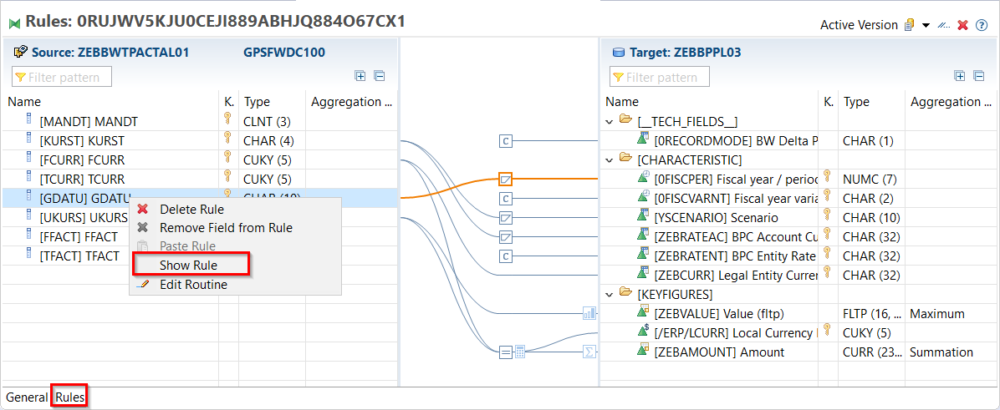 Rules: 0RUJWV5KJU0CEJI889ABHJQ884O67CX1
Active Version
Source: ZEBBWTPACTAL01 GPSFWDC100
Filter pattern
Name K. Type Aggregation ...
[MANDT] MANDT CLNT (3)
[KURST] KURST CHAR (4)
[FCURR] FCURR CUKY (5)
[TCURR] TCURR CUKY (5)
[GDATU] GDATU CHAR (10)
[UKURS] UKURS
[FFACT] FFACT
[TFACT] TFACT
Delete Rule
Remove Field from Rule
Paste Rule
Show Rule
Edit Routine
C
C
C
Target: ZEBBPPL03
Filter pattern
Name K. Type Aggregation ...
[__TECH_FIELDS__]
[0RECORDMODE] BW Delta P CHAR (1)
[CHARACTERISTIC]
[0FISCPER] Fiscal year / perio NUMC (7)
[0FISCVARNT] Fiscal year varia CHAR (2)
[YSCENARIO] Scenario CHAR (10)
[ZEBRATEAC] BPC Account Cu CHAR (32)
[ZEBRATENT] BPC Entity Rate CHAR (32)
[ZEBCURR] Legal Entity Curren CHAR (32)
[KEYFIGURES]
[ZEBVALUE] Value (fltp) FLTP (16, ... Maximum
[/ERP/LCURR] Local Currency CUKY (5)
[ZEBAMOUNT] Amount CURR (23... Summation
General Rules